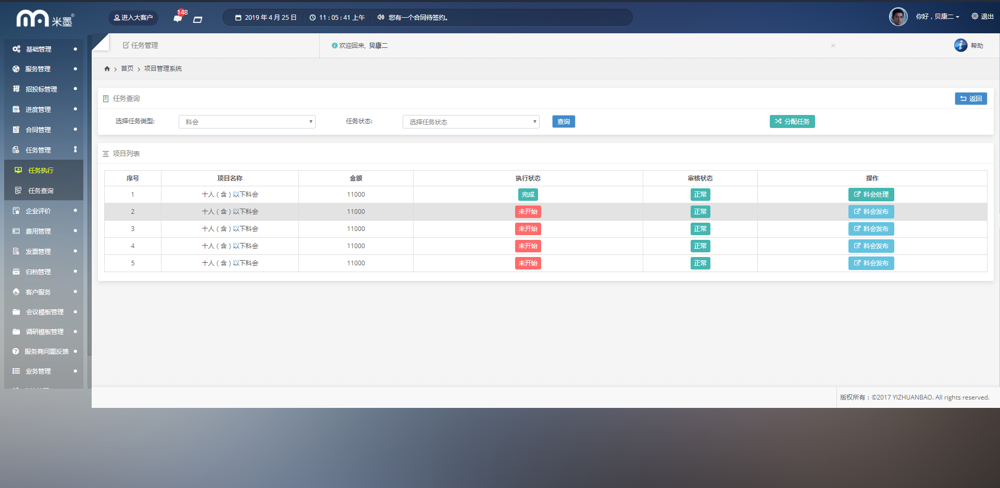 米墨®
进入大客户
148
2019 年 4 月 25 日
11 : 05 : 41 上午
您有一个合同待签约。
你好，贝康二
退出
基础管理
服务管理
招投标管理
进度管理
合同管理
任务管理
任务执行
任务查询
企业评价
费用管理
发票管理
归档管理
客户服务
会议模板管理
调研模板管理
服务商问题反馈
业务管理
任务管理
欢迎回来, 贝康二
×
帮助
首页
项目管理系统
任务查询
返回
选择任务类型:
科会
任务状态:
选择任务状态
查询
分配任务
项目列表
序号 项目名称 金额 执行状态 审核状态 操作
1 十人（含）以下科会 11000 完成 正常 科会处理
2 十人（含）以下科会 11000 未开始 正常 科会发布
3 十人（含）以下科会 11000 未开始 正常 科会发布
4 十人（含）以下科会 11000 未开始 正常 科会发布
5 十人（含）以下科会 11000 未开始 正常 科会发布
版权所有：©2017 YIZHUANBAO. All rights reserved.